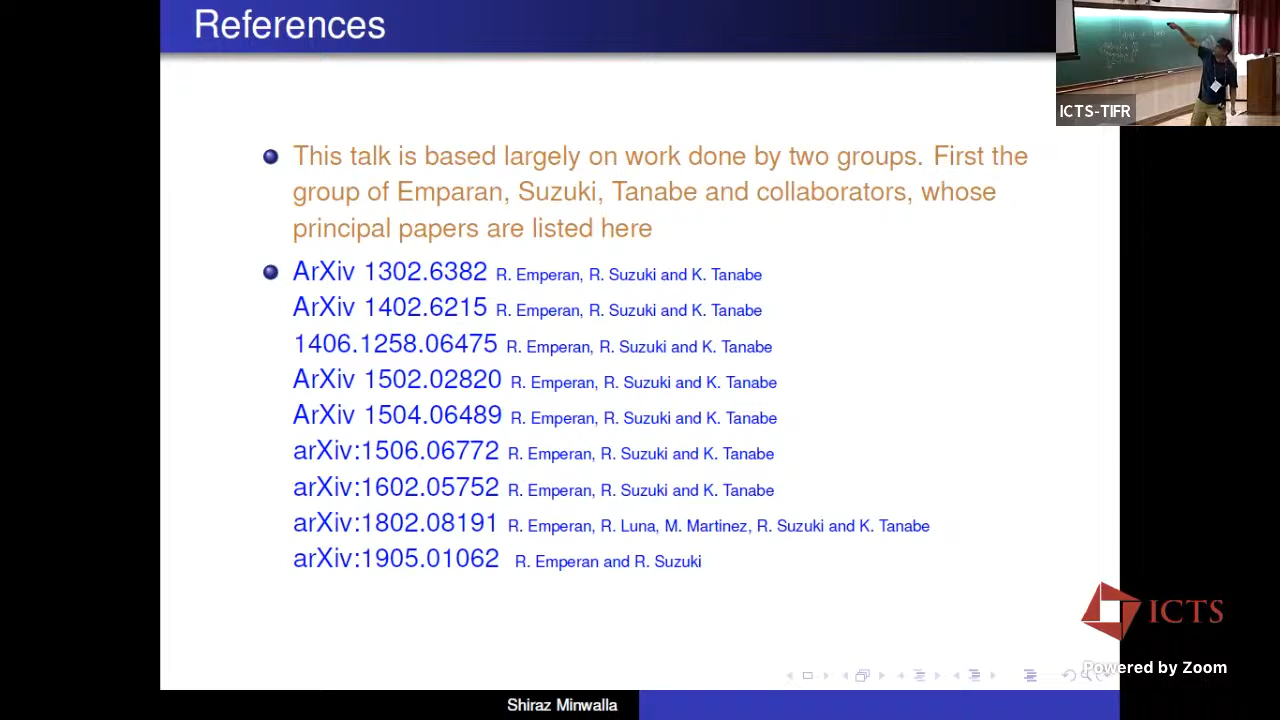 References
ICTS-TIFR
This talk is based largely on work done by two groups. First the
group of Emparan, Suzuki, Tanabe and collaborators, whose
principal papers are listed here
ArXiv 1302.6382 R. Emperan, R. Suzuki and K. Tanabe
ArXiv 1402.6215 R. Emperan, R. Suzuki and K. Tanabe
1406.1258.06475 R. Emperan, R. Suzuki and K. Tanabe
ArXiv 1502.02820 R. Emperan, R. Suzuki and K. Tanabe
ArXiv 1504.06489 R. Emperan, R. Suzuki and K. Tanabe
arXiv:1506.06772 R. Emperan, R. Suzuki and K. Tanabe
arXiv:1602.05752 R. Emperan, R. Suzuki and K. Tanabe
arXiv:1802.08191 R. Emperan, R. Luna, M. Martinez, R. Suzuki and K. Tanabe
arXiv:1905.01062 R. Emperan and R. Suzuki
ICTS
Powered by Zoom
Shiraz Minwalla